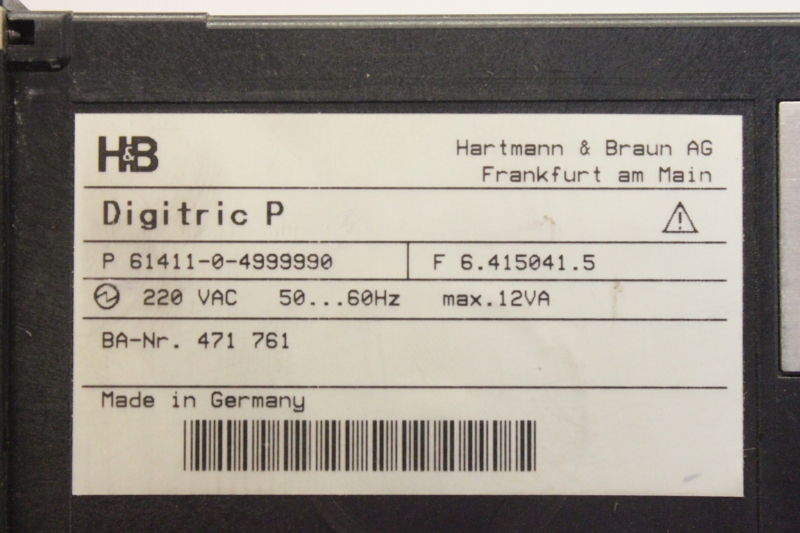 H&B
Hartmann & Braun AG
Frankfurt am Main
Digitric P
P 61411-0-4999990
F 6.415041.5
220 VAC 50...60Hz max.12VA
BA-Nr. 471 761
Made in Germany